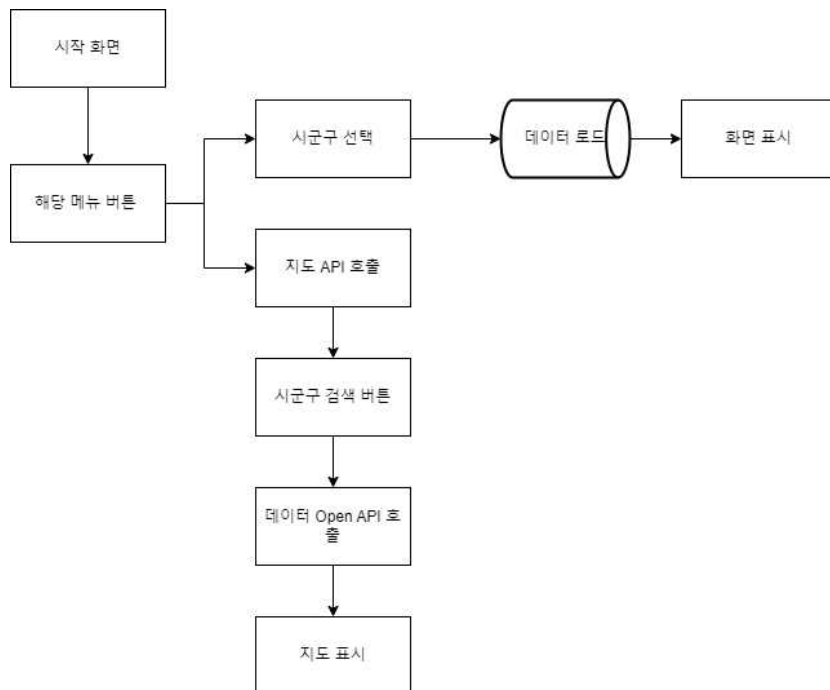 시작 화면
시군구 선택
데이터 로드
화면 표시
해당 메뉴 버튼
지도 API 호출
시군구 검색 버튼
데이터 Open API 호
출
지도 표시